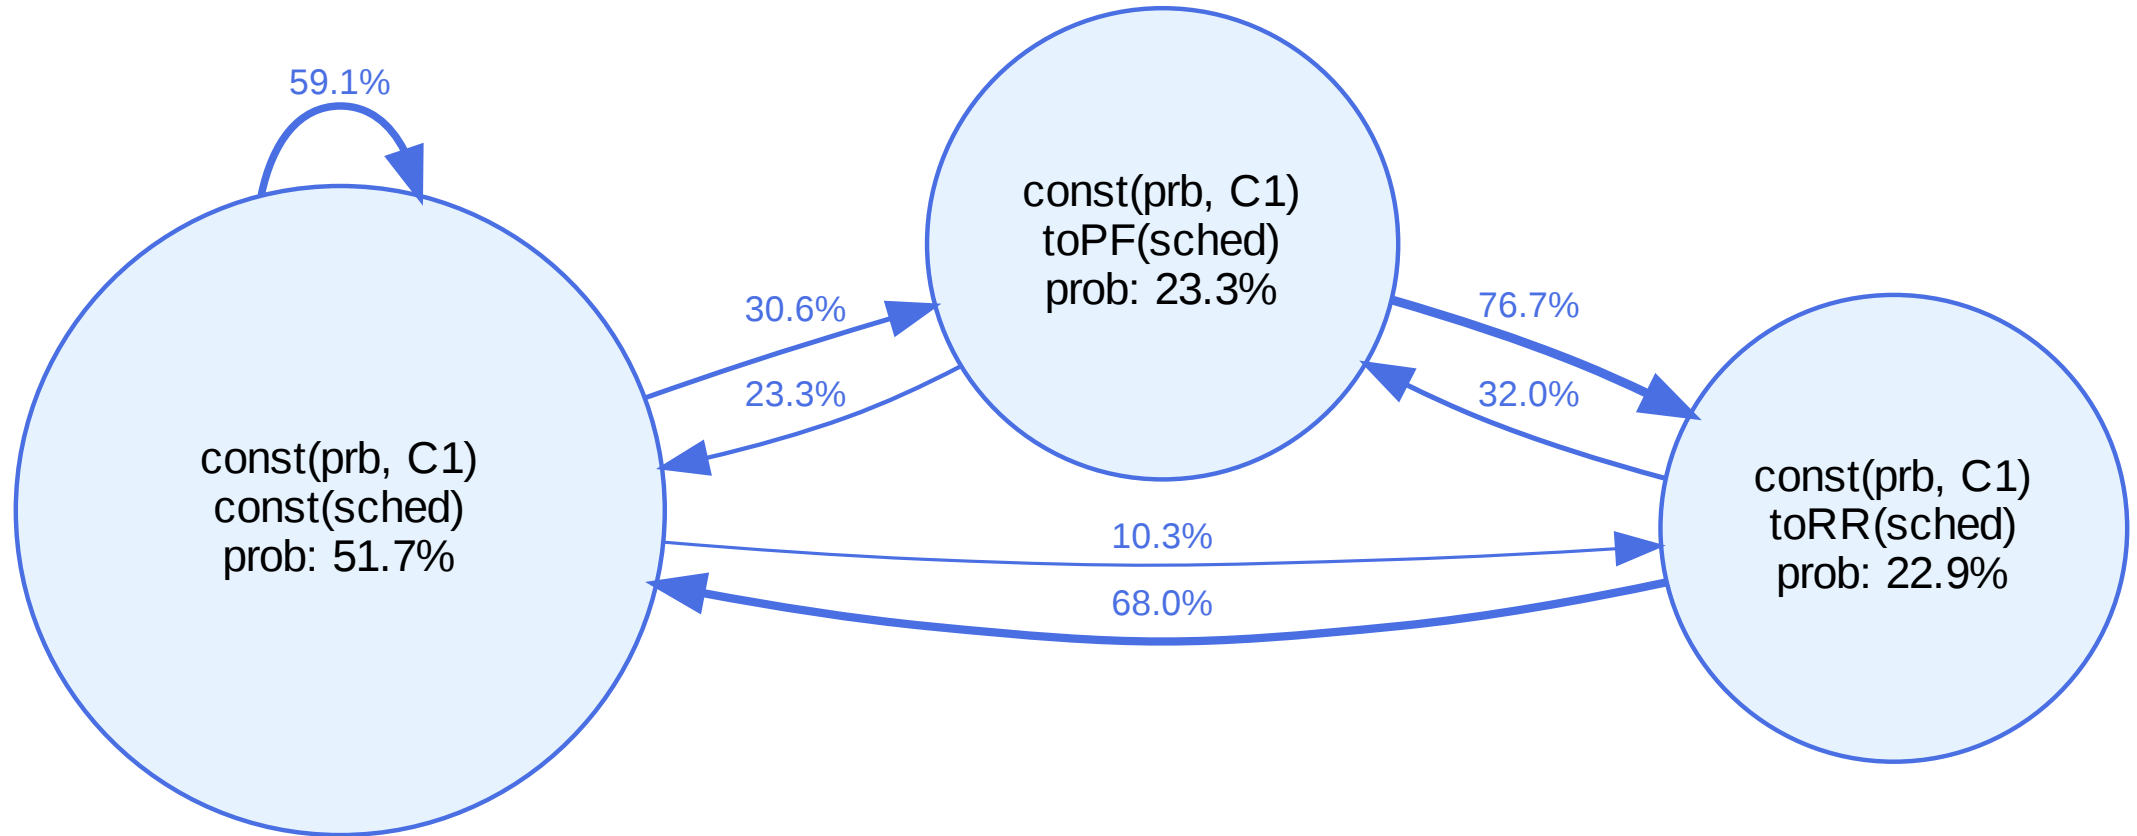 59.1%
const(prb, C1)
toPF(sched)
prob: 23.3%
30.6%
76.7%
23.3%
32.0%
const(prb, C1)
const(sched)
prob: 51.7%
10.3%
68.0%
const(prb, C1)
toRR(sched)
prob: 22.9%